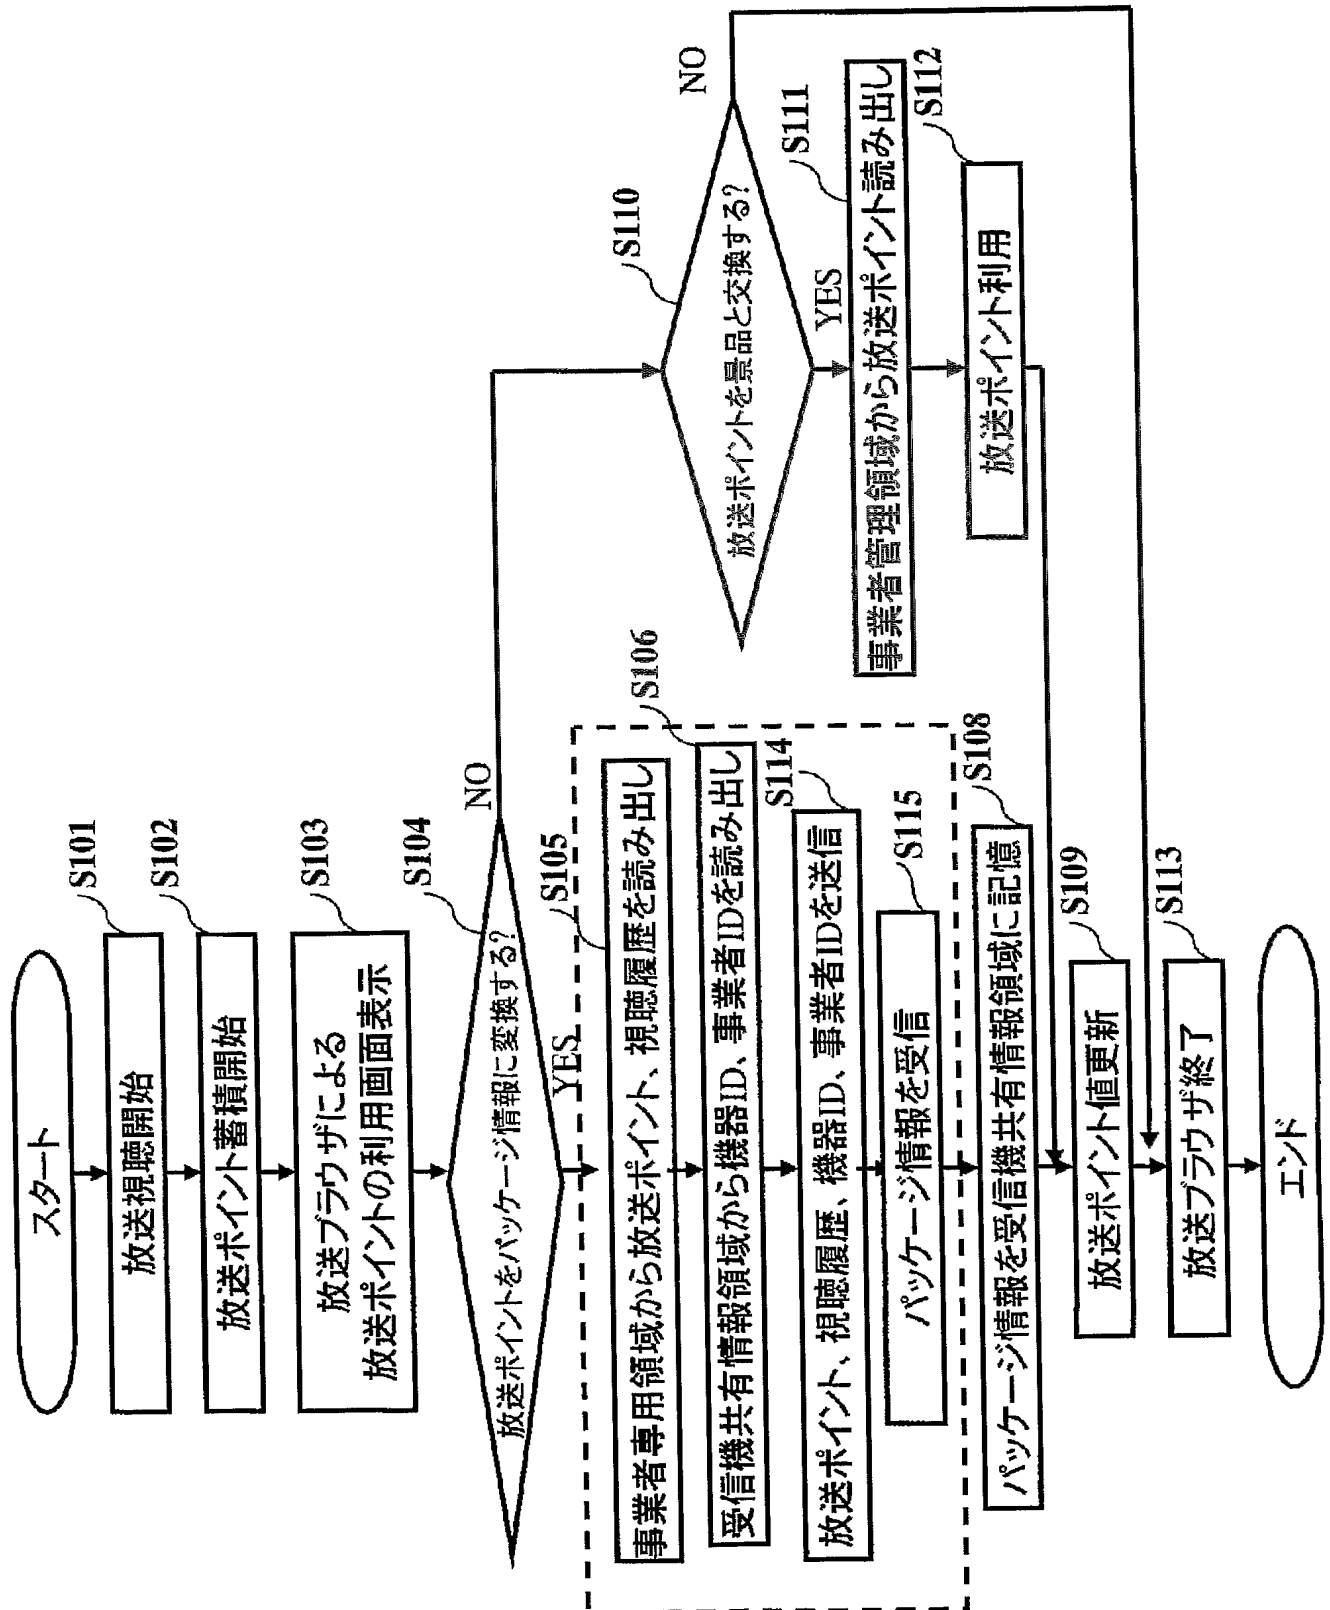 スタート
S101
放送視聴開始
S102
放送ポイント蓄積開始
S103
放送ブラウザによる
放送ポイントの利用画面表示
S104
放送ポイントをパッケージ情報に変換する?
NO
YES
S105
事業者専用領域から放送ポイント、視聴履歴を読み出し
S106
受信機共有情報領域から機器ID、事業者IDを読み出し
S114
放送ポイント、視聴履歴、機器ID、事業者IDを送信
S115
パッケージ情報を受信
S108
パッケージ情報を受信機共有情報領域に記憶
S109
放送ポイント値更新
S113
放送ブラウザ終了
エンド
S110
放送ポイントを景品と交換する?
NO
YES
S111
事業者管理領域から放送ポイント読み出し
S112
放送ポイント利用